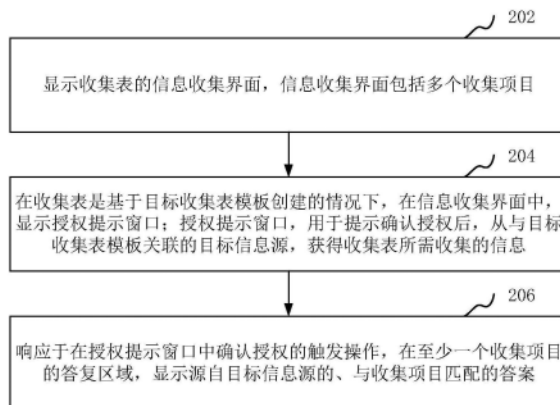 202
显示收集表的信息收集界面，信息收集界面包括多个收集项目
204
在收集表是基于目标收集表模板创建的情况下，在信息收集界面中，
显示授权提示窗口；授权提示窗口，用于提示确认授权后，从与目标
收集表模板关联的目标信息源，获得收集表所需收集的信息
206
响应于在授权提示窗口中确认授权的触发操作，在至少一个收集项目
的答复区域，显示源自目标信息源的、与收集项目匹配的答案